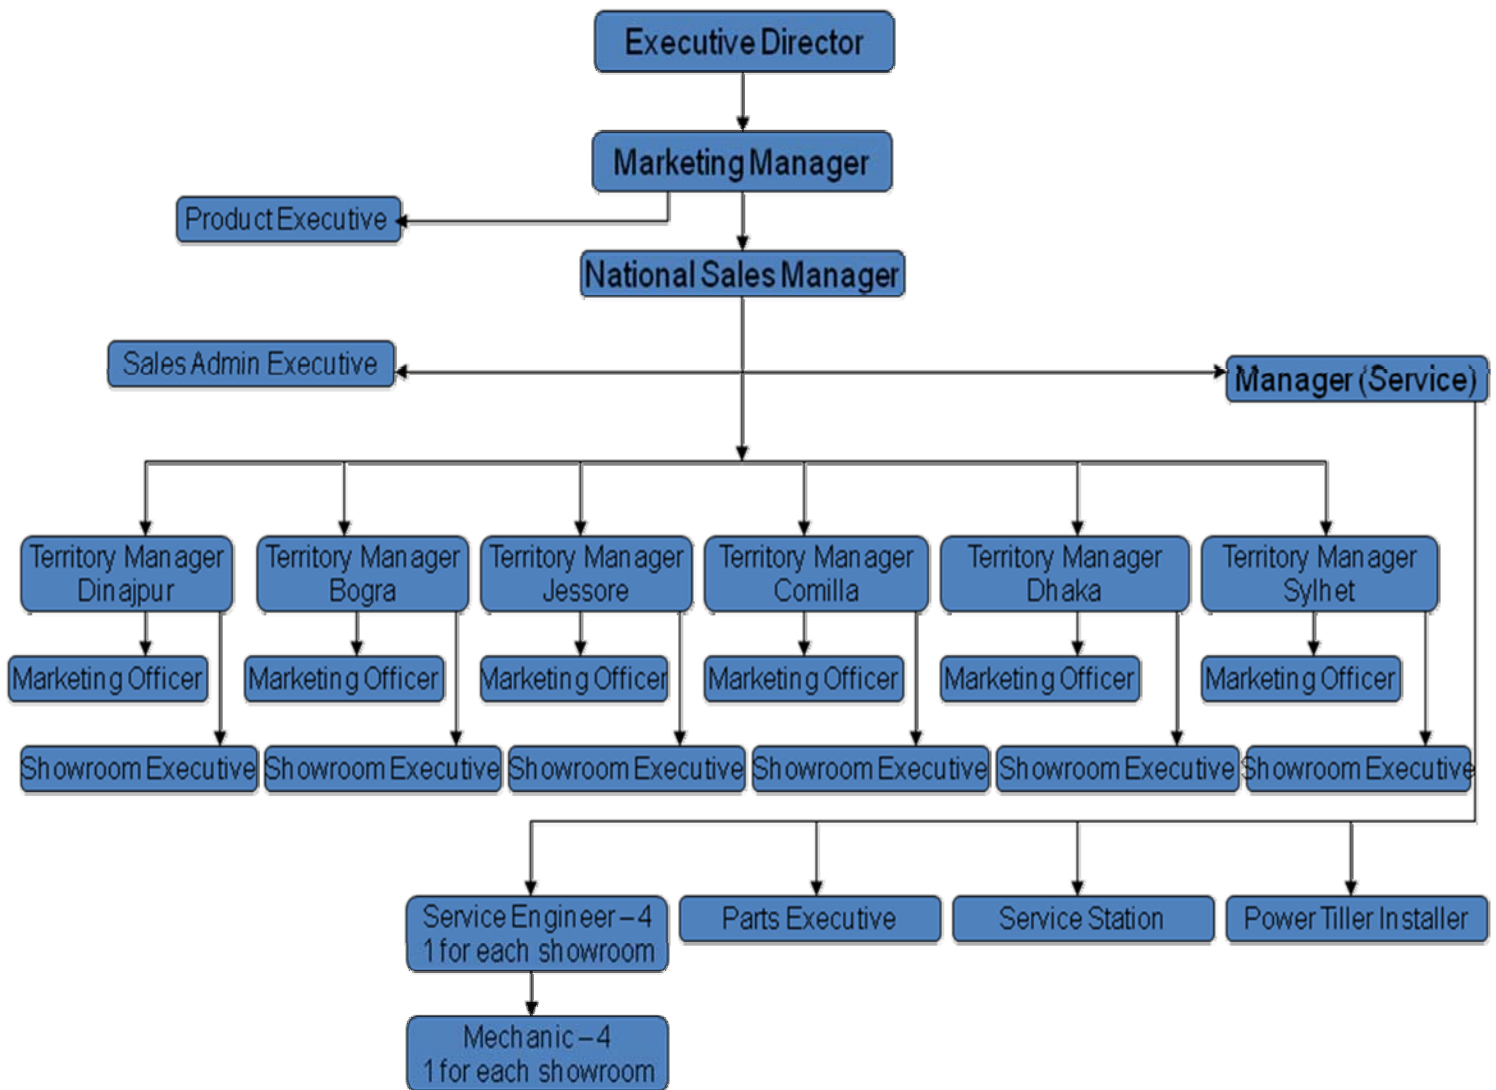 Executive Director
Marketing Manager
Product Executive
National Sales Manager
Sales Admin Executive
Manager (Service)
Territory Manager
Dinajpur
Territory Manager
Bogra
Territory Manager
Jessore
Territory Manager
Comilla
Territory Manager
Dhaka
Territory Manager
Sylhet
Marketing Officer
Marketing Officer
Marketing Officer
Marketing Officer
Marketing Officer
Marketing Officer
Showroom Executive
Showroom Executive
Showroom Executive
Showroom Executive
Showroom Executive
Showroom Executive
Service Engineer – 4
1 for each showroom
Parts Executive
Service Station
Power Tiller Installer
Mechanic – 4
1 for each showroom